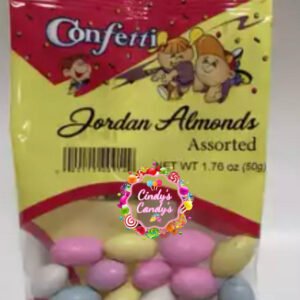 Confetti
Jordan Almonds
Assorted
NET WT 1.76 oz (50g)
Cindy's
Candys